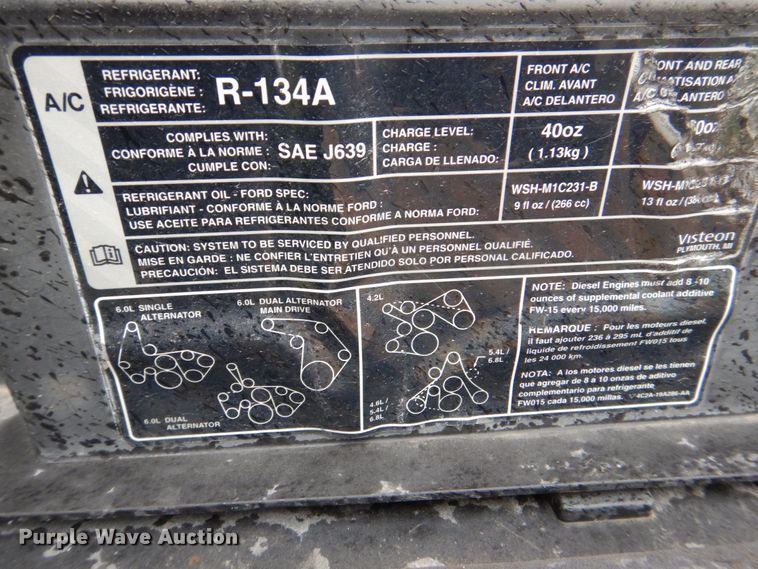 A/C
REFRIGERANT:
FRIGORIGÈNE :
REFRIGERANTE:
R-134A
FRONT A/C
CLIM. AVANT
A/C DELANTERO
ONT AND REAR
COMPLIES WITH:
CONFORME À LA NORME :
CUMPLE CON:
SAE J639
CHARGE LEVEL:
CHARGE :
CARGA DE LLENADO:
40oz
(1.13kg)
REFRIGERANT OIL - FORD SPEC:
LUBRIFIANT - CONFORME À LA NORME FORD :
USE ACEITE PARA REFRIGERANTES CONFORME A NORMA FORD:
WSH-M1C231-B
9 fl oz / (266 cc)
13 fl oz /
CAUTION: SYSTEM TO BE SERVICED BY QUALIFIED PERSONNEL.
MISE EN GARDE : NE CONFIER L'ENTRETIEN QU'À UN PERSONNEL QUALIFIÉ.
PRECAUCIÓN: EL SISTEMA DEBE SER ATENDIDO SOLO POR PERSONAL CALIFICADO.
Visteon
PLYMOUTH, MI
6.0L SINGLE
ALTERNATOR
6.0L DUAL ALTERNATOR
MAIN DRIVE
6.0L DUAL
ALTERNATOR
4.2L
5.4L /
6.8L
4.6L /
5.4L /
6.8L
NOTE: Diesel Engines must add 8 -10
ounces of supplemental coolant additive
FW-15 every 15,000 miles.
REMARQUE : Pour les moteurs diesel,
il faut ajouter 236 à 295 mL d'additif de
liquide de refroidissement FW015 tous
les 24 000 km.
NOTA: A los motores diesel se les tienen
que agregar de 8 a 10 onzas de aditivo
complementario para refrigerante
FW015 cada 15,000 millas.
4C2A-19A286-AA
Purple Wave Auction